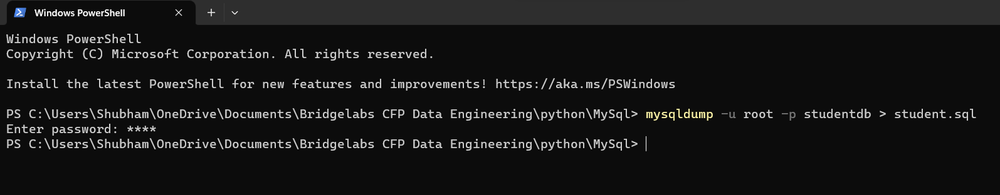 Windows PowerShell
Windows PowerShell
Copyright (C) Microsoft Corporation. All rights reserved.
Install the latest PowerShell for new features and improvements! https://aka.ms/PSWindows
PS C:\Users\Shubham\OneDrive\Documents\Bridgelabs CFP Data Engineering\python\MySql> mysqldump -u root -p studentdb > student.sql
Enter password: ****
PS C:\Users\Shubham\OneDrive\Documents\Bridgelabs CFP Data Engineering\python\MySql>